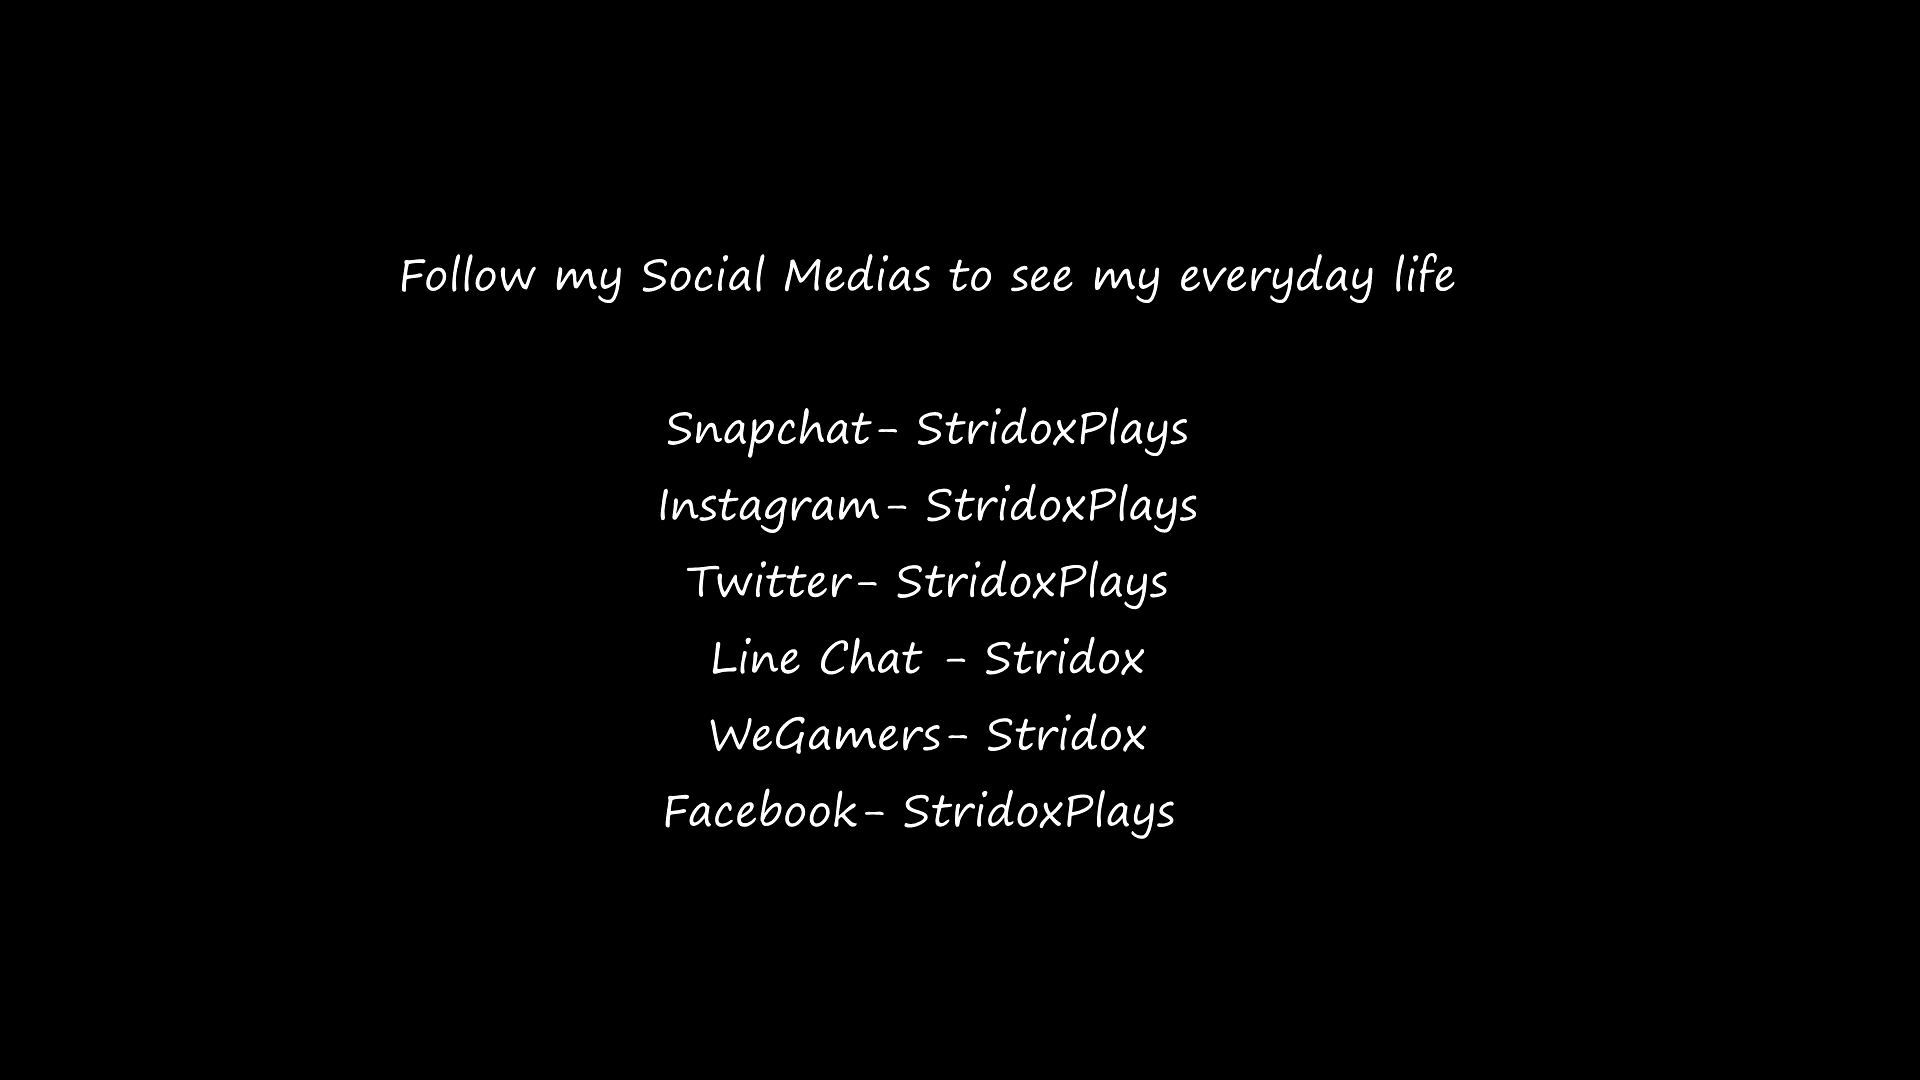 Follow my Social Medias to see my everyday life
Snapchat- StridoxPlays
Instagram- StridoxPlays
Twitter- StridoxPlays
Line Chat - Stridox
WeGamers- Stridox
Facebook- StridoxPlays